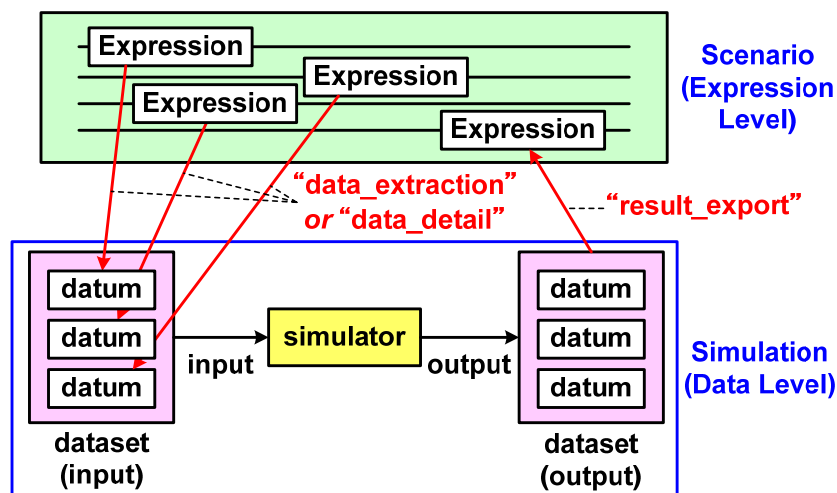 Expression
Expression
Expression
Expression
Scenario
(Expression
Level)
“data_extraction”
or “data_detail”
“result_export”
datum
datum
datum
input
simulator
output
datum
datum
datum
Simulation
(Data Level)
dataset
(input)
dataset
(output)